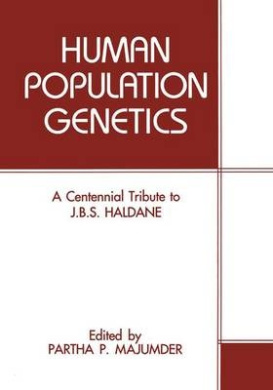 HUMAN
POPULATION
GENETICS
A Centennial Tribute to
J.B.S. HALDANE
Edited by
PARTHA P. MAJUMDER